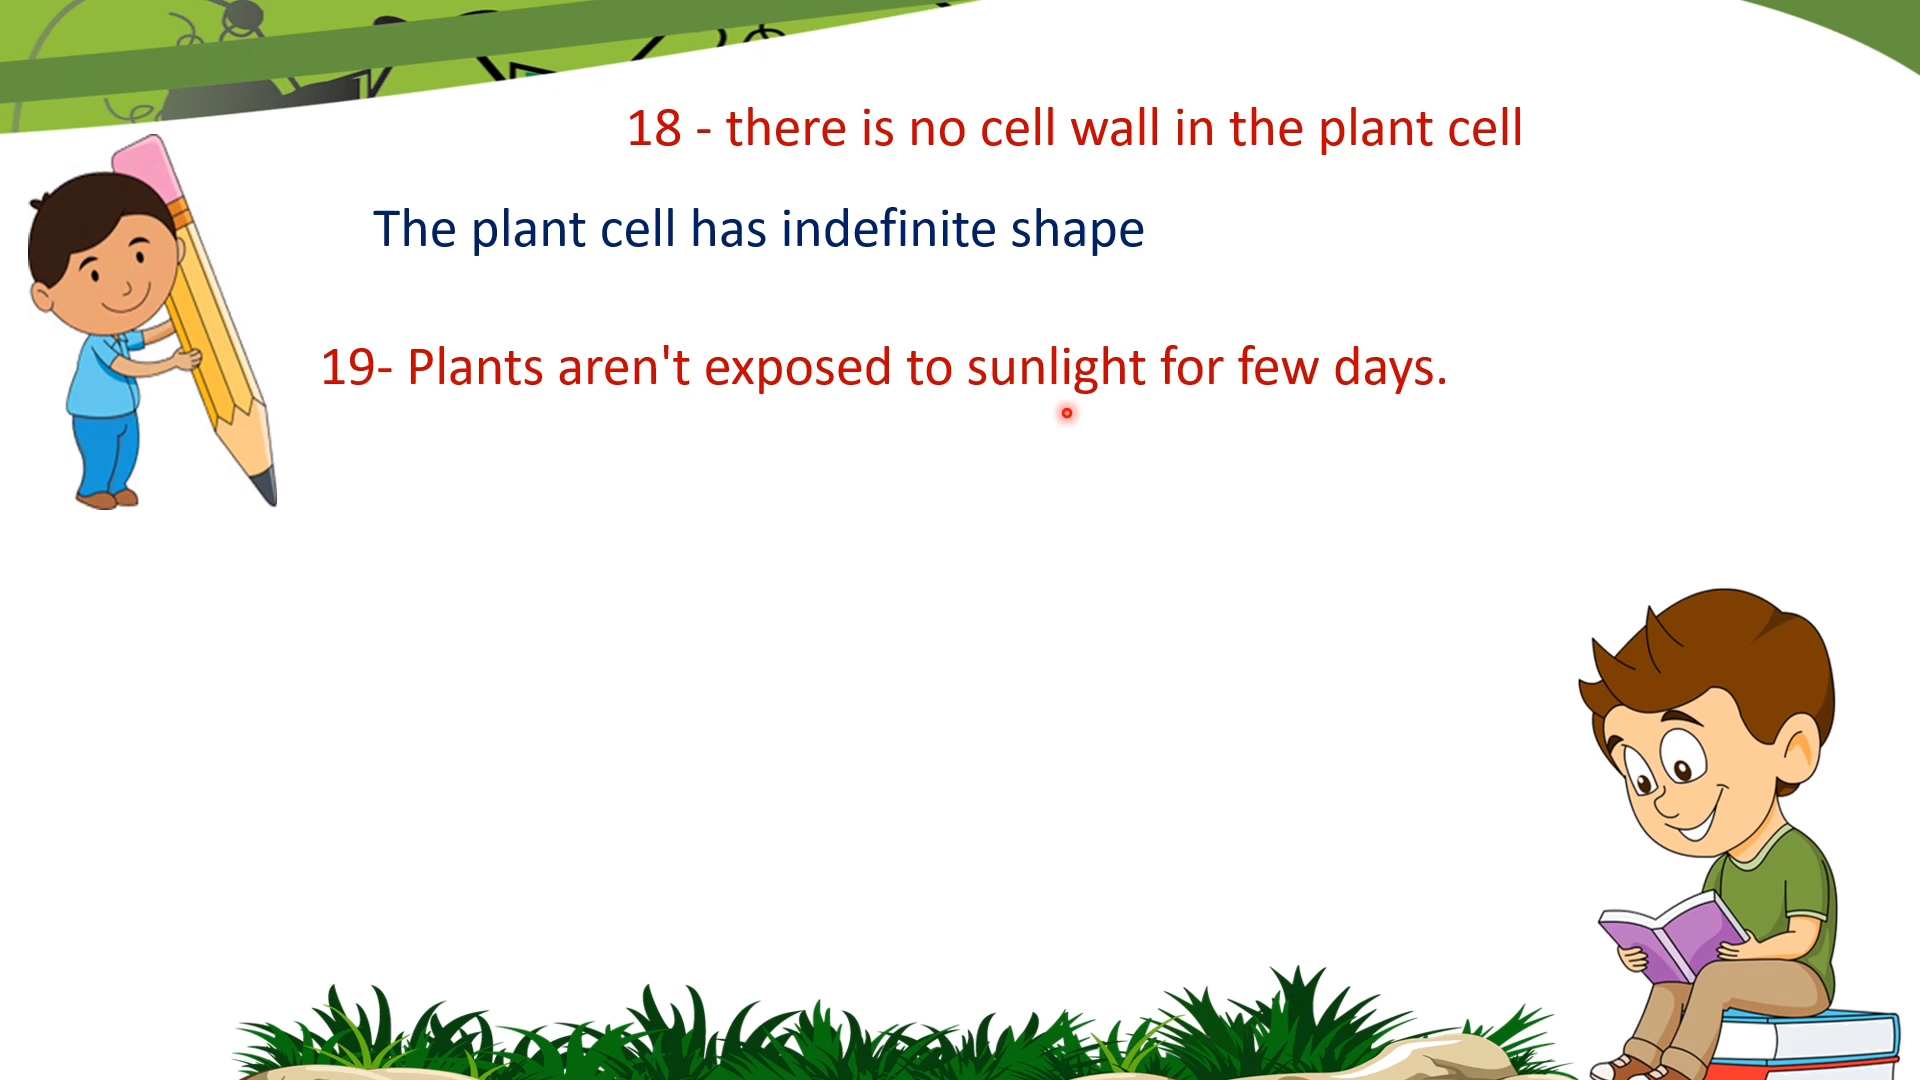 18 - there is no cell wall in the plant cell
The plant cell has indefinite shape
19- Plants aren't exposed to sunlight for few days.